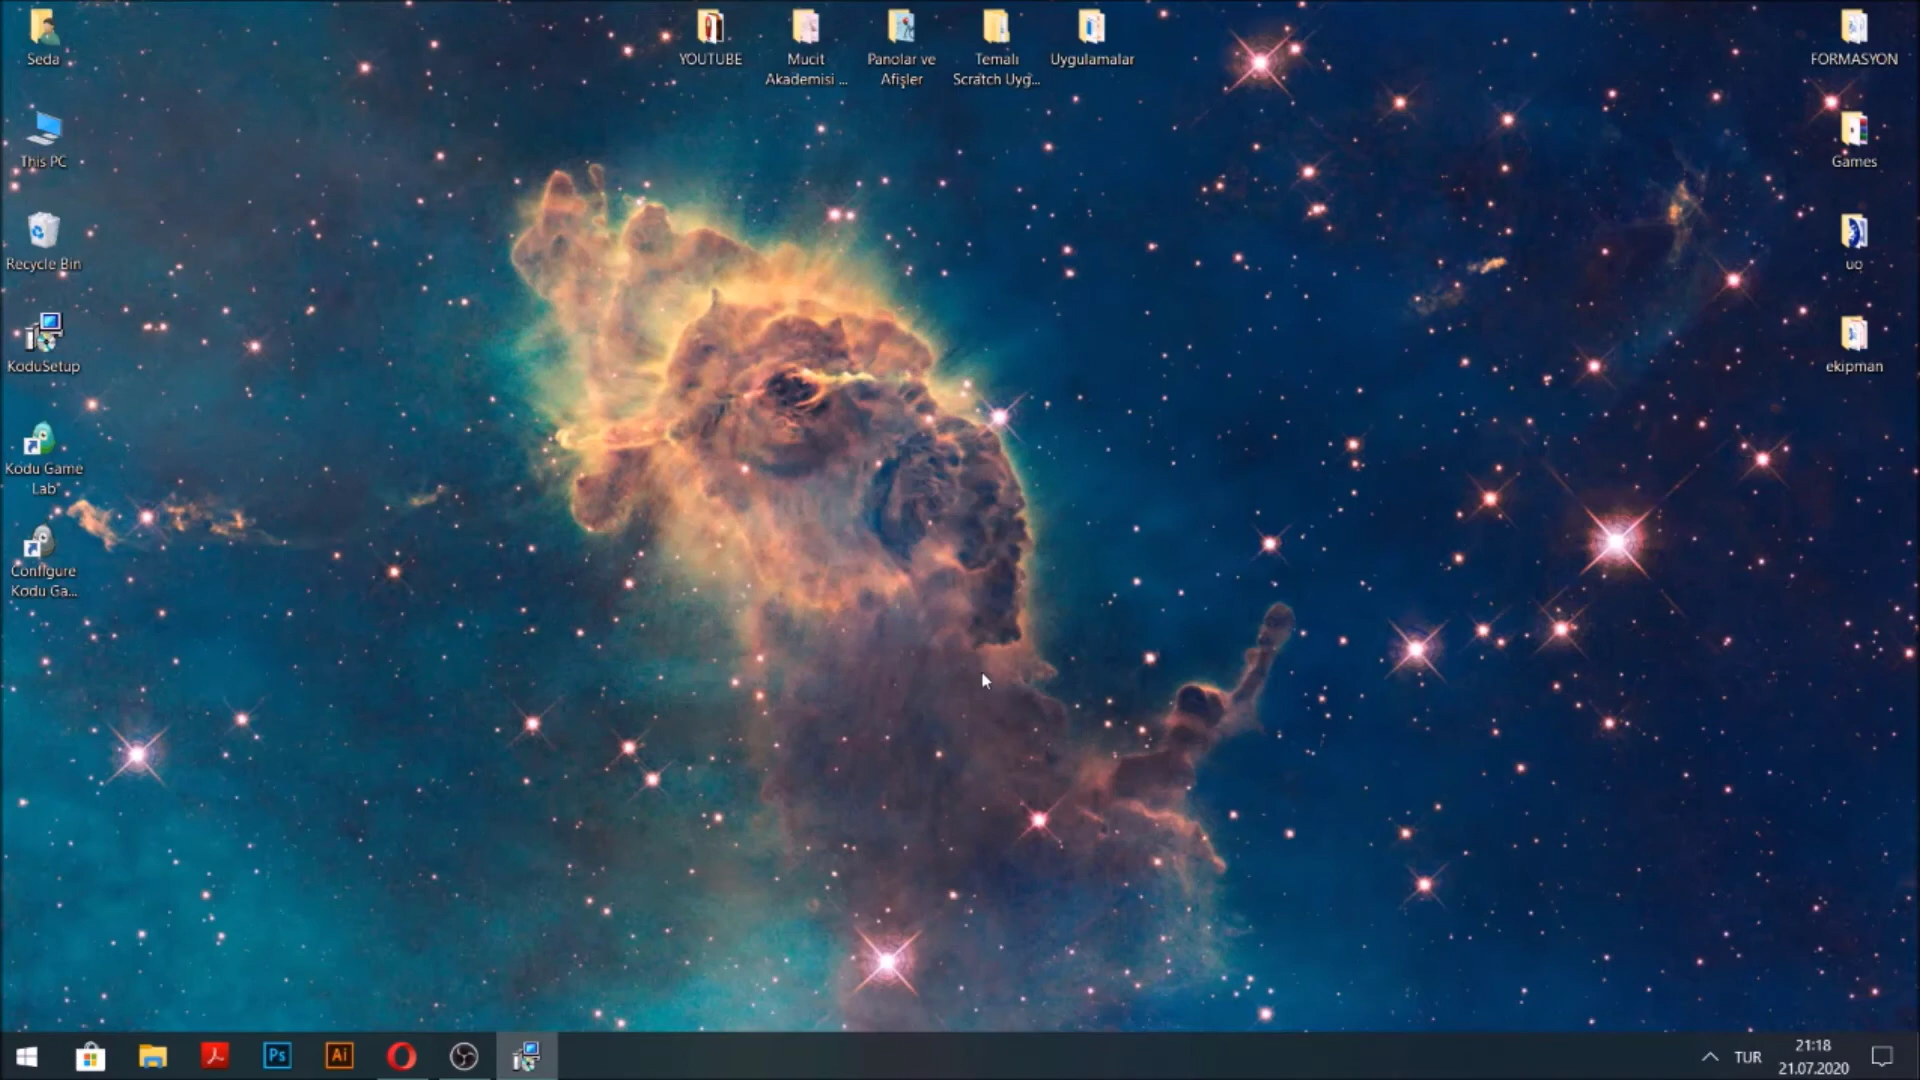 Seda
This PC
Recycle Bin
KoduSetup
Kodu Game
Lab
Configure
Kodu Ga...
YOUTUBE
Mucit
Akademisi ...
Panolar ve
Afişler
Temalı
Scratch Uyg...
Uygulamalar
FORMASYON
Games
uo
ekipman
Ps
Ai
TUR
21:18
21.07.2020